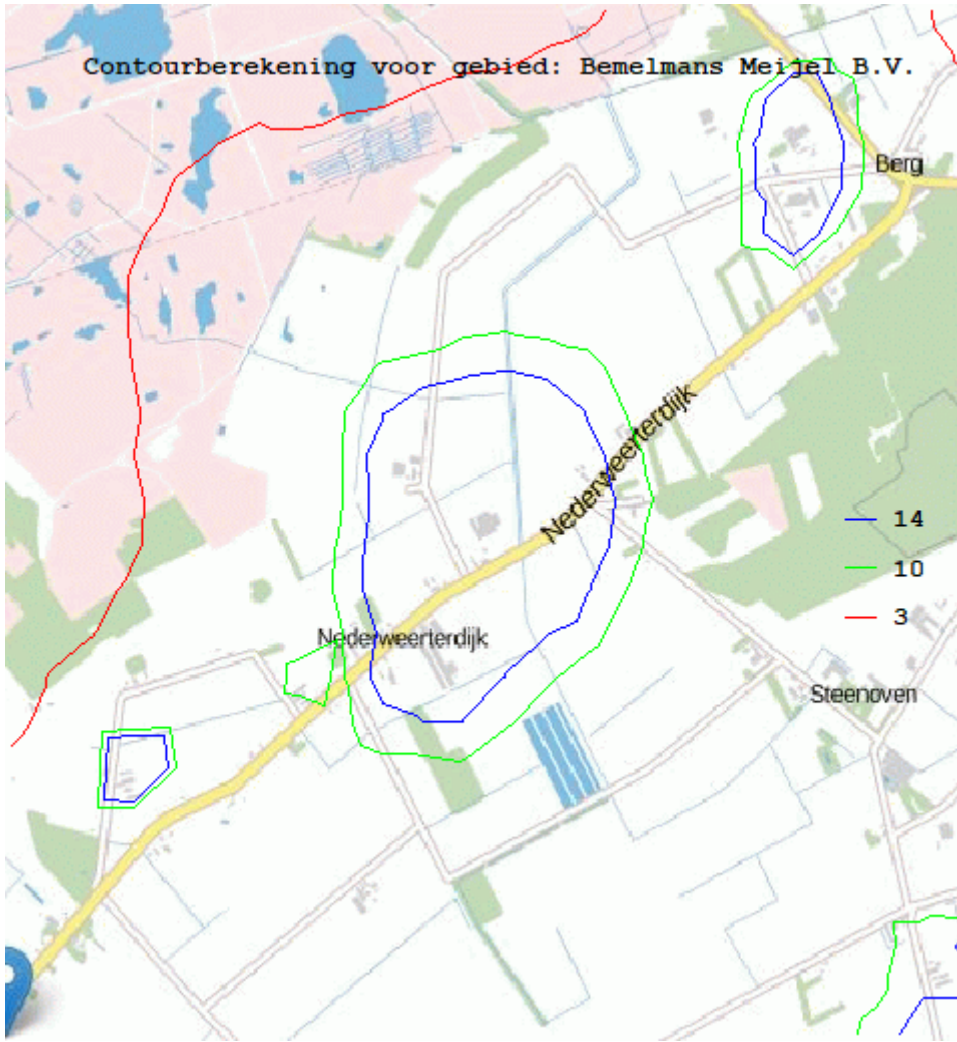 Contourberekening voor gebied: Bemelmans Meijel B.V.
Berg
Nederweerterdijk
14
10
3
Nederweerterdijk
Steenoven